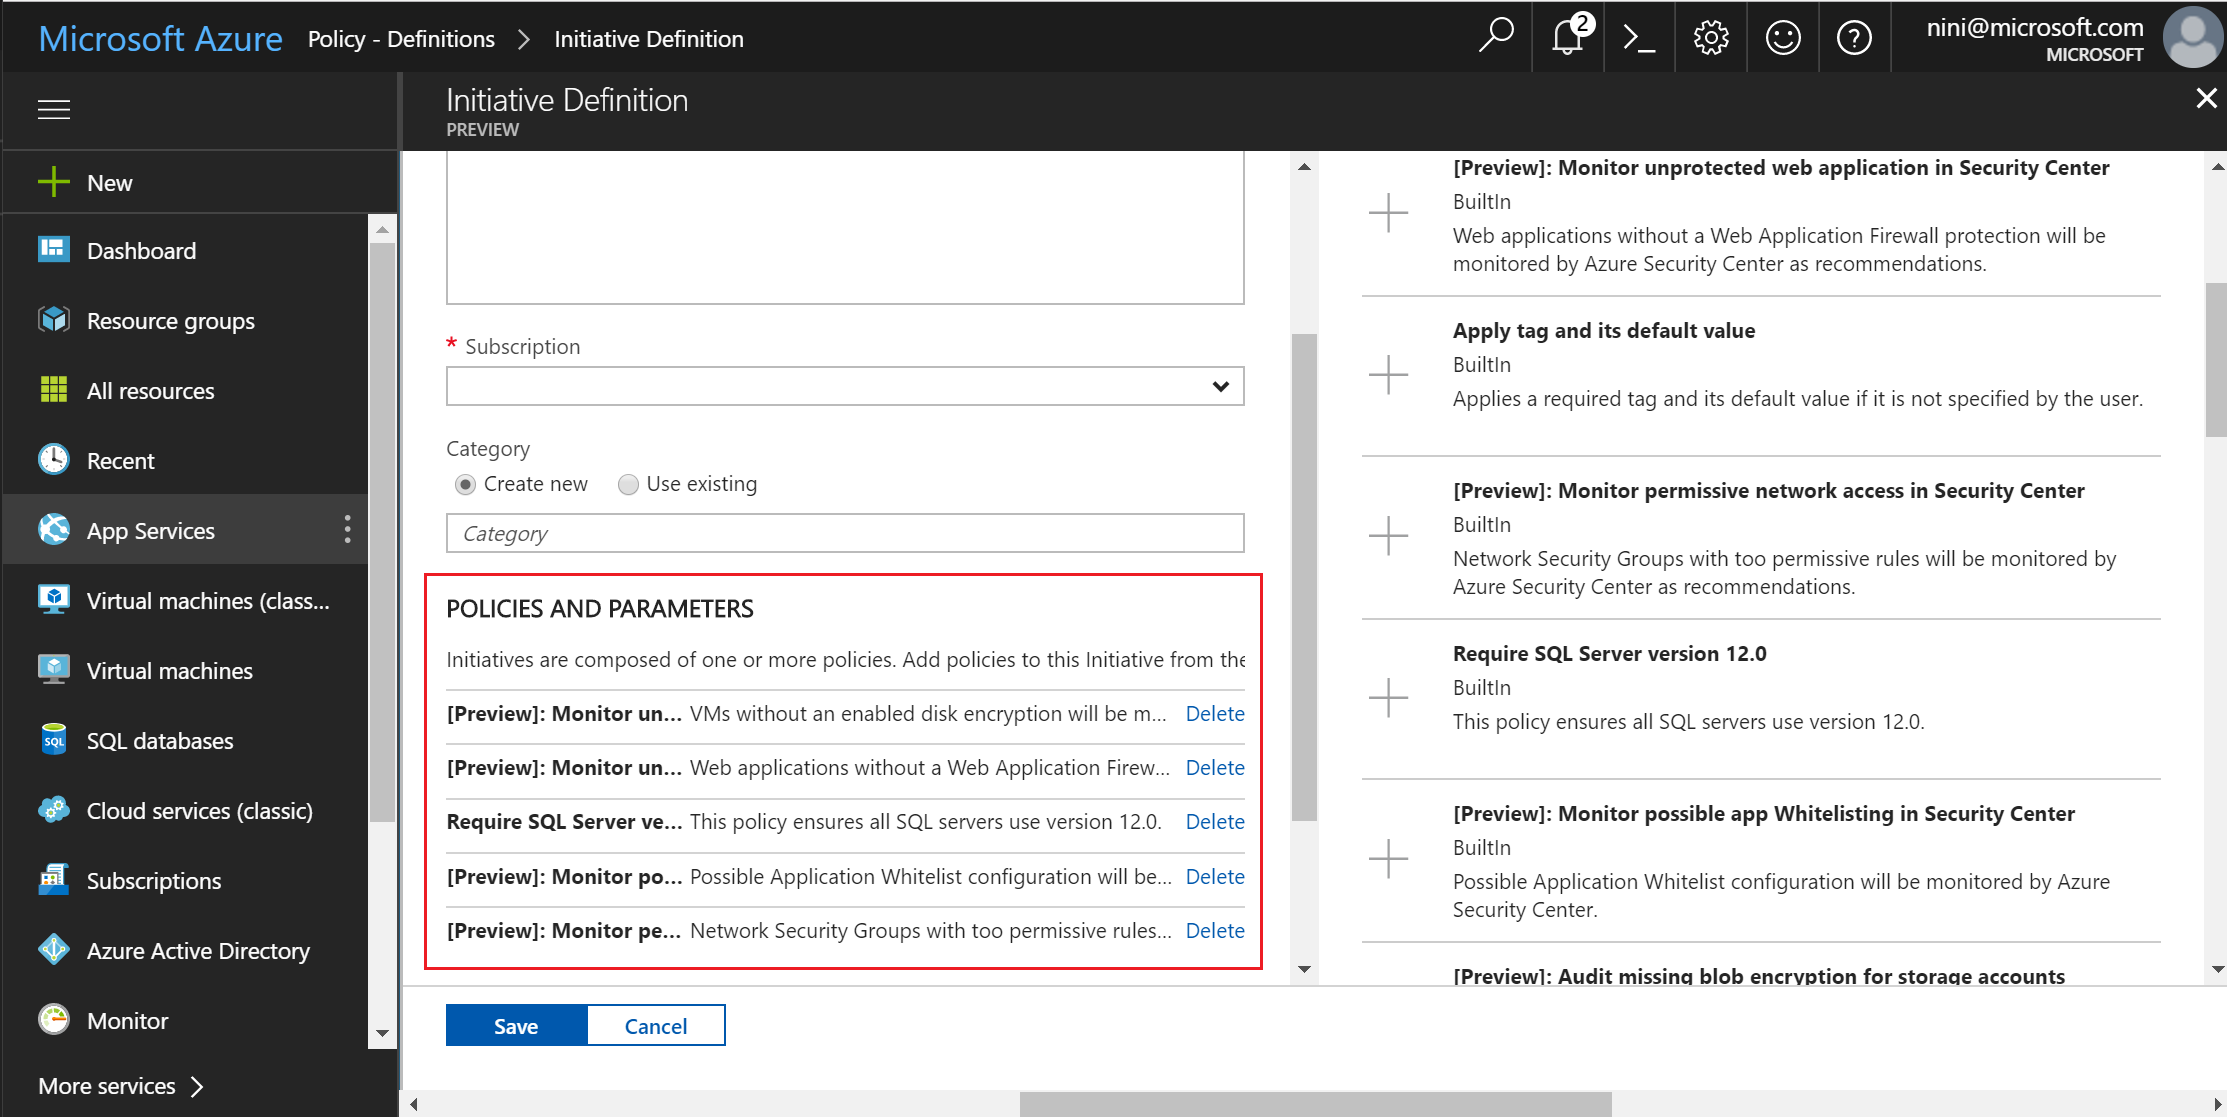 Microsoft Azure Policy - Definitions > Initiative Definition
2
nini@microsoft.com
MICROSOFT
Initiative Definition
PREVIEW
New
Dashboard
Resource groups
All resources
Recent
App Services
Virtual machines (class...
Virtual machines
SQL databases
Cloud services (classic)
Subscriptions
Azure Active Directory
Monitor
More services >
* Subscription
Category
Create new Use existing
Category
POLICIES AND PARAMETERS
Initiatives are composed of one or more policies. Add policies to this Initiative from the
[Preview]: Monitor un... VMs without an enabled disk encryption will be m... Delete
[Preview]: Monitor un... Web applications without a Web Application Firew... Delete
Require SQL Server ve... This policy ensures all SQL servers use version 12.0. Delete
[Preview]: Monitor po... Possible Application Whitelist configuration will be... Delete
[Preview]: Monitor pe... Network Security Groups with too permissive rules... Delete
Save Cancel
[Preview]: Monitor unprotected web application in Security Center
BuiltIn
Web applications without a Web Application Firewall protection will be
monitored by Azure Security Center as recommendations.
Apply tag and its default value
BuiltIn
Applies a required tag and its default value if it is not specified by the user.
[Preview]: Monitor permissive network access in Security Center
BuiltIn
Network Security Groups with too permissive rules will be monitored by
Azure Security Center as recommendations.
Require SQL Server version 12.0
BuiltIn
This policy ensures all SQL servers use version 12.0.
[Preview]: Monitor possible app Whitelisting in Security Center
BuiltIn
Possible Application Whitelist configuration will be monitored by Azure
Security Center.
[Preview]: Audit missing blob encryption for storage accounts